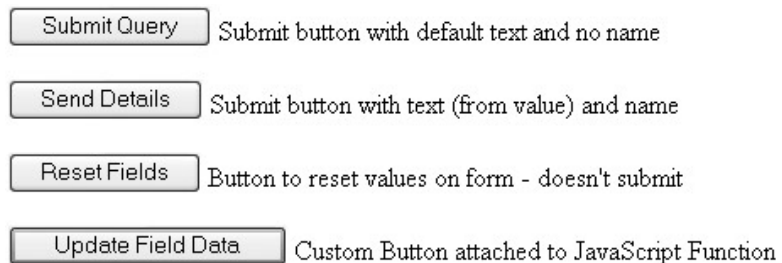 Submit Query Submit button with default text and no name
Send Details Submit button with text (from value) and name
Reset Fields Button to reset values on form - doesn't submit
Update Field Data Custom Button attached to JavaScript Function